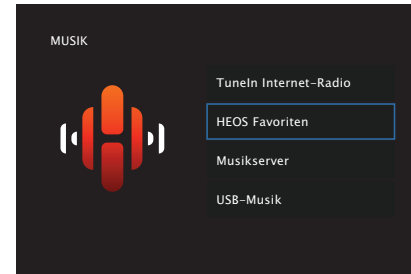 MUSIK
TuneIn Internet-Radio
HEOS Favoriten
Musikserver
USB-Musik